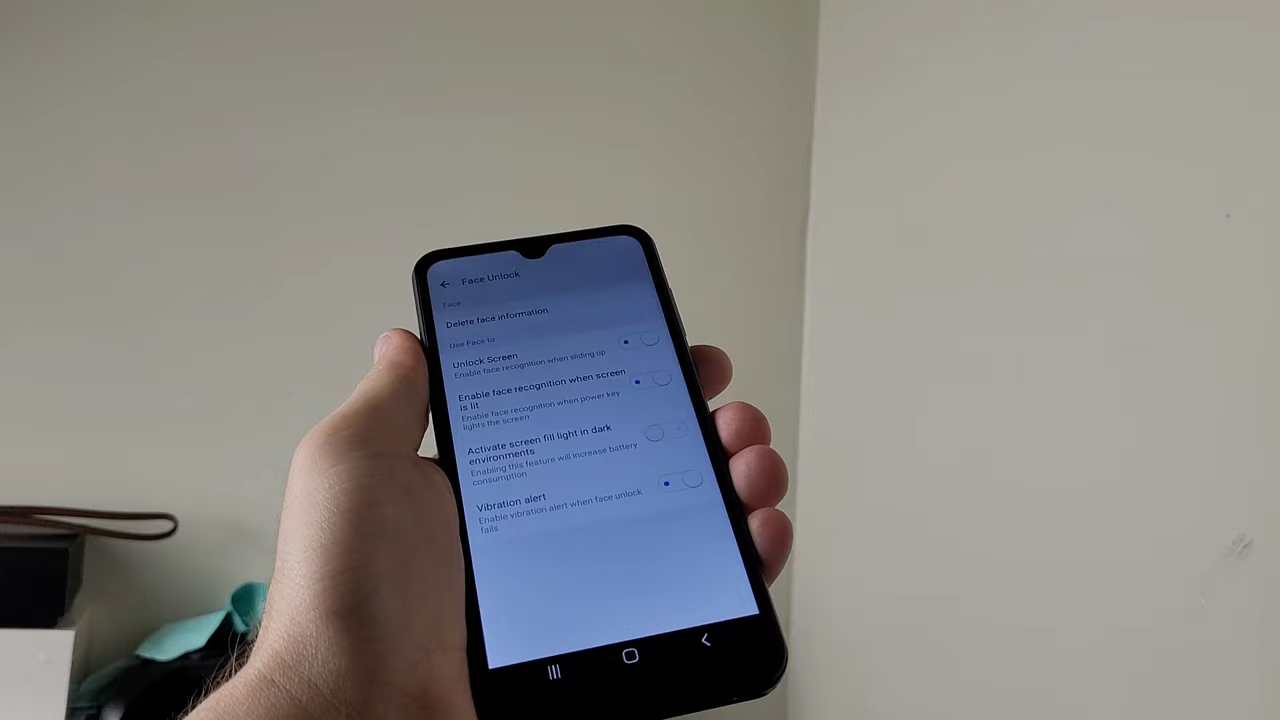 Face Unlock
Face
Delete face information
Use Face to
Unlock Screen
Enable face recognition when sliding up
Enable face recognition when screen
is lit
Enable face recognition when power key
lights the screen
Activate screen fill light in dark
environments
Enabling this feature will increase battery
consumption
Vibration alert
Enable vibration alert when face unlock
fails